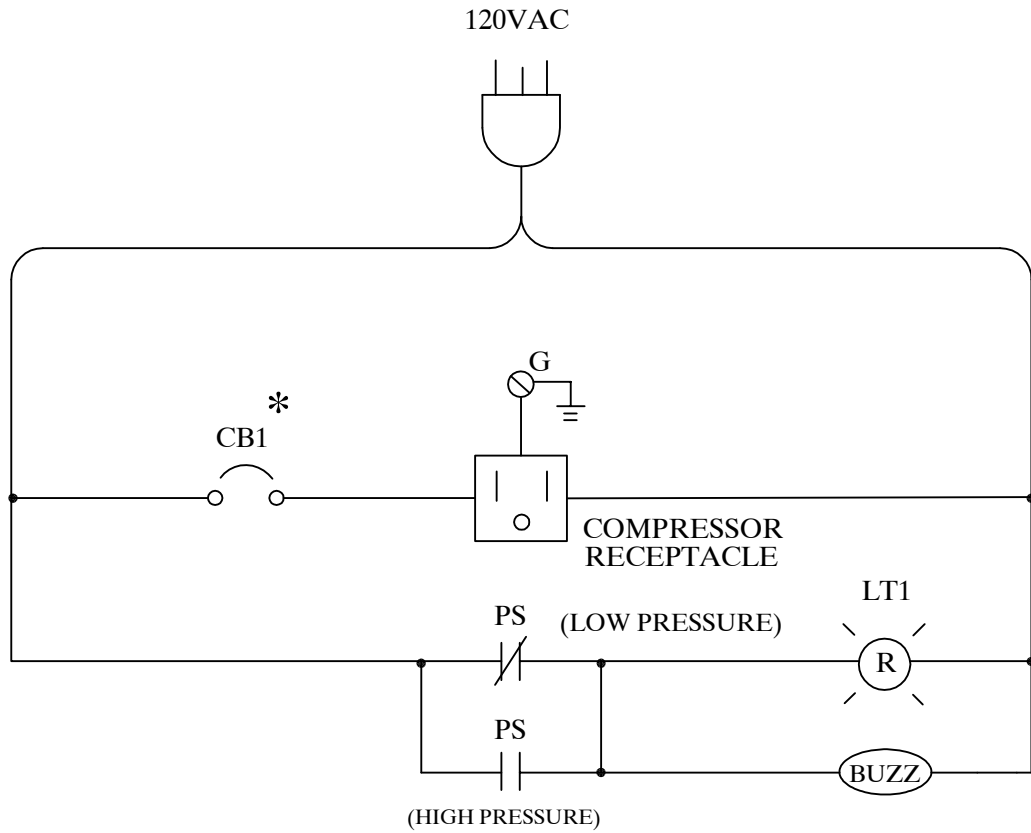 120VAC
G
*
CB1
COMPRESSOR
RECEPTACLE
LT1
PS
(LOW PRESSURE)
R
PS
BUZZ
(HIGH PRESSURE)